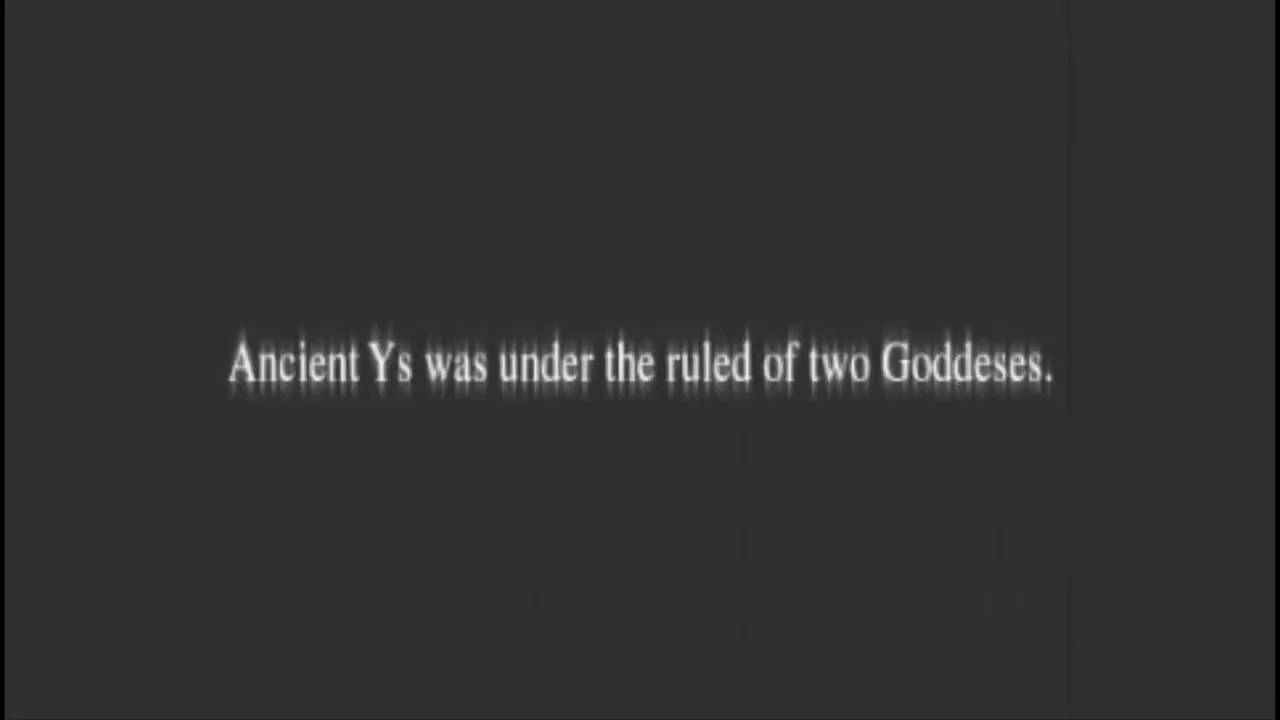 Ancient Ys was under the ruled of two Goddeses.